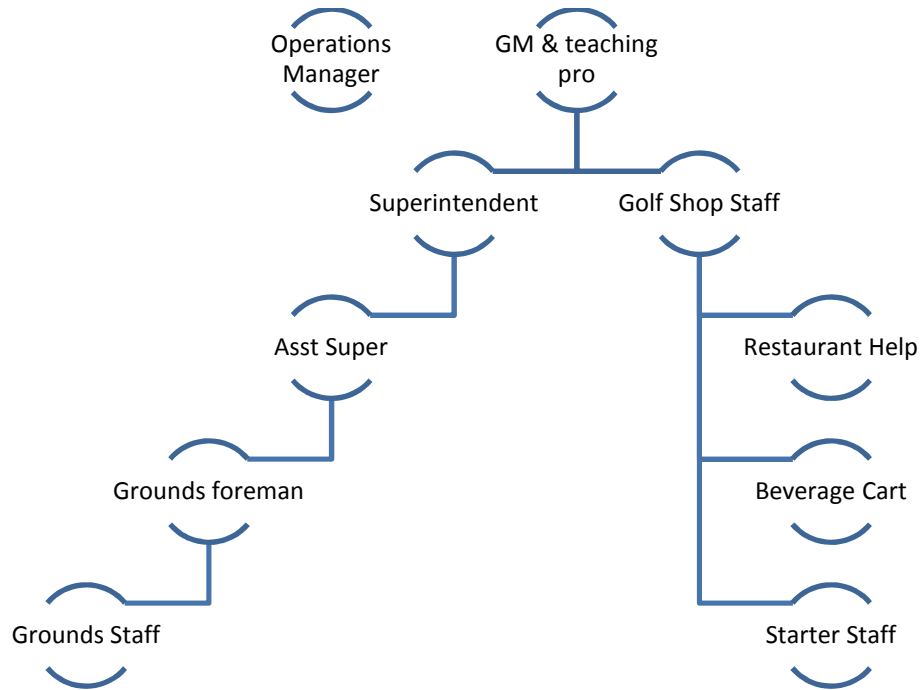 Operations
Manager
GM & teaching
pro
Superintendent
Golf Shop Staff
Asst Super
Restaurant Help
Grounds foreman
Beverage Cart
Grounds Staff
Starter Staff